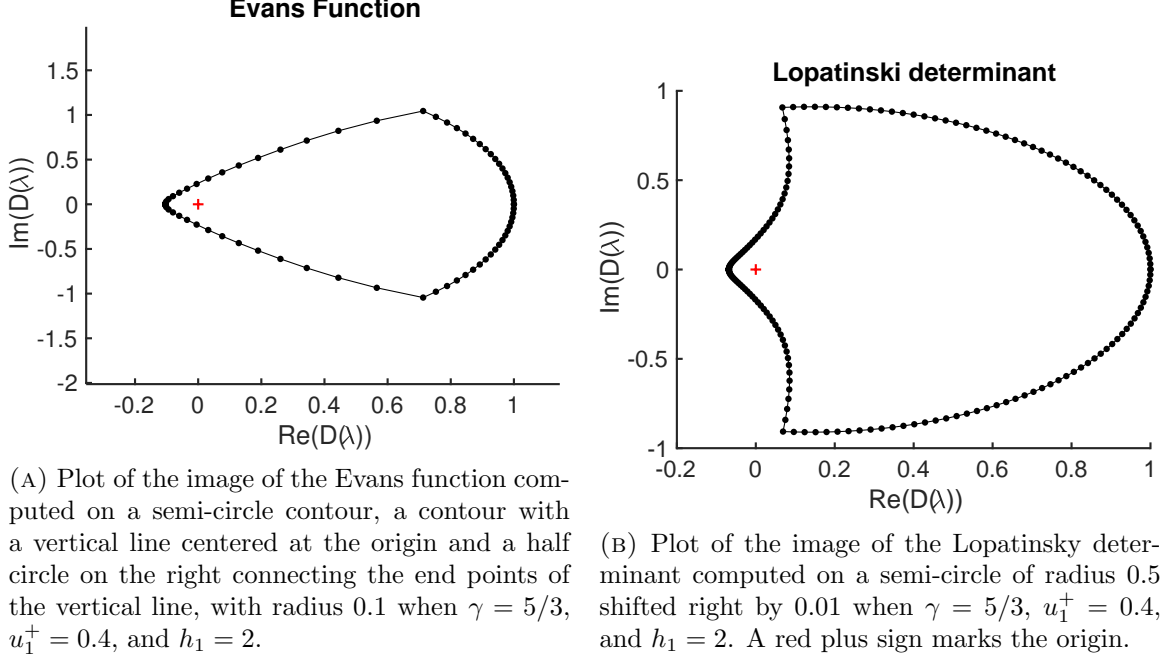 Evans Function
1.5
1
0.5
0
-0.5
-1
-1.5
-2
Im(D(λ))
-0.2 0 0.2 0.4 0.6 0.8 1
Re(D(λ))
(A) Plot of the image of the Evans function com-
puted on a semi-circle contour, a contour with
a vertical line centered at the origin and a half
circle on the right connecting the end points of
the vertical line, with radius 0.1 when γ = 5/3,
u₁⁺ = 0.4, and h₁ = 2.
Lopatinski determinant
1
0.5
0
-0.5
-1
Im(D(λ))
-0.2 0 0.2 0.4 0.6 0.8 1
Re(D(λ))
(B) Plot of the image of the Lopatinsky deter-
minant computed on a semi-circle of radius 0.5
shifted right by 0.01 when γ = 5/3, u₁⁺ = 0.4,
and h₁ = 2. A red plus sign marks the origin.